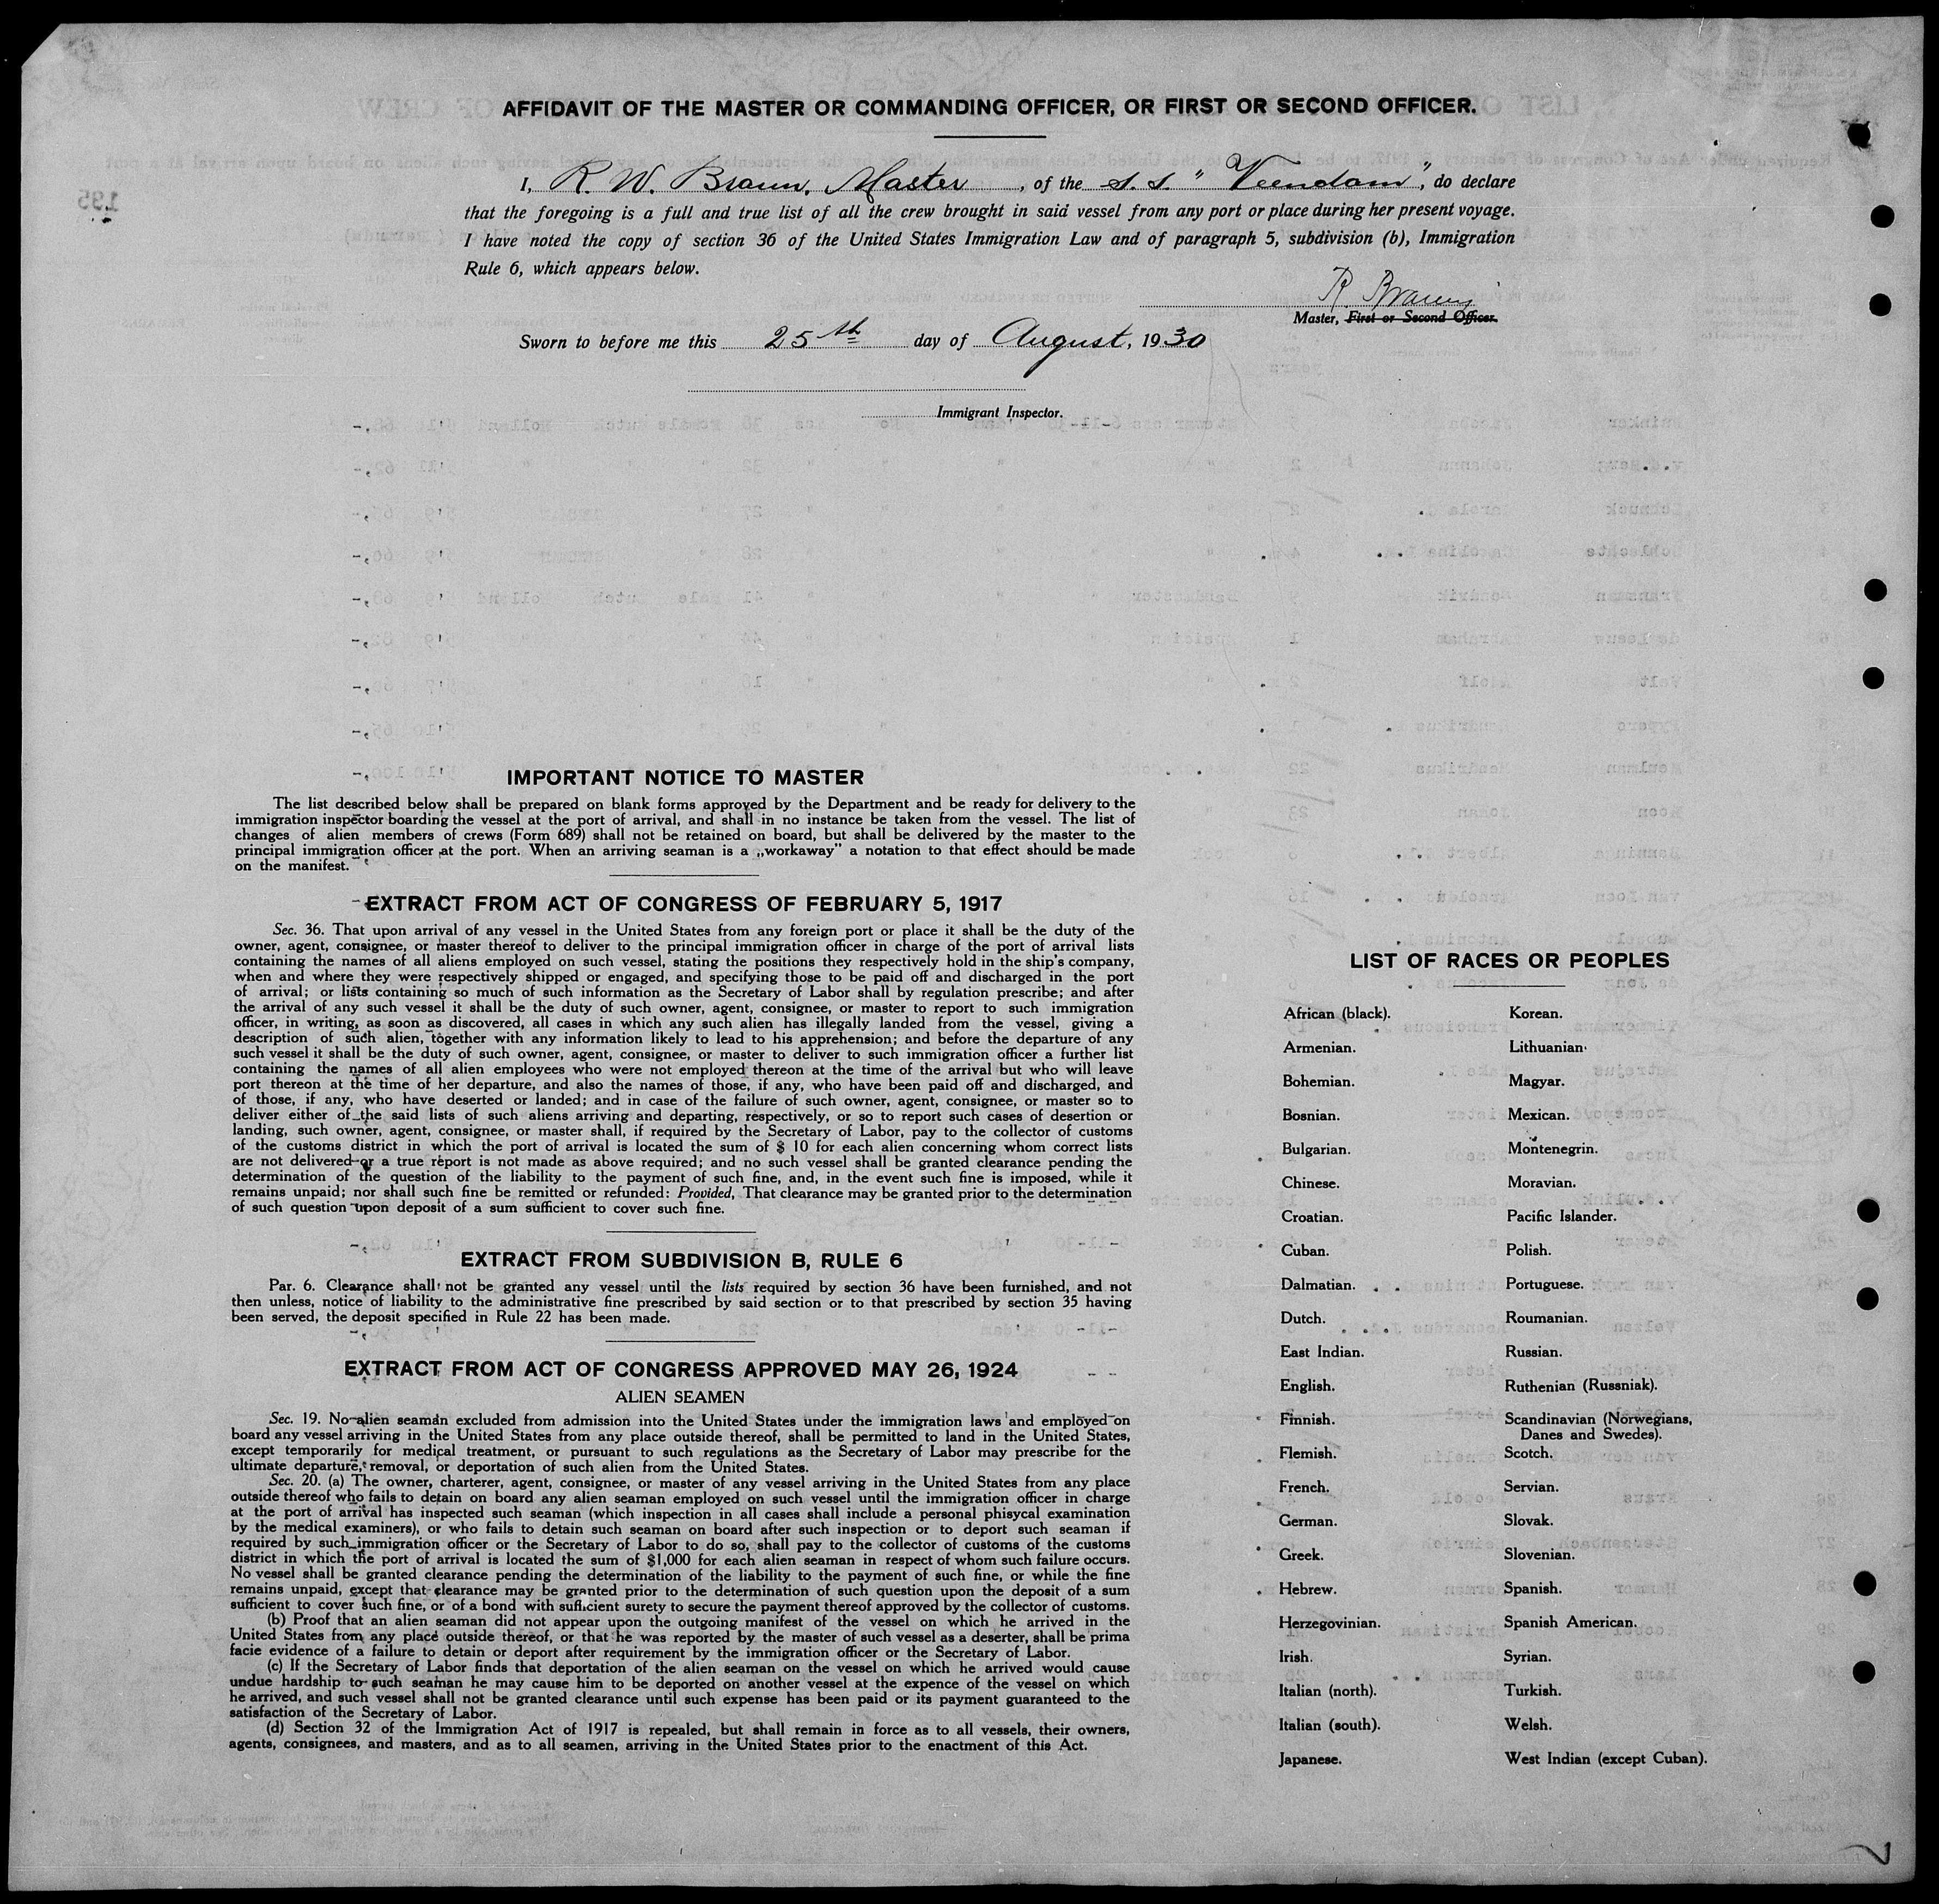 AFFIDAVIT OF THE MASTER OR COMMANDING OFFICER, OR FIRST OR SECOND OFFICER.
I, R. W. Braun, Master, of the S.S. "Veendam", do declare
that the foregoing is a full and true list of all the crew brought in said vessel from any port or place during her present voyage.
I have noted the copy of section 36 of the United States Immigration Law and of paragraph 5, subdivision (b), Immigration
Rule 6, which appears below.
R. Braun
Master, First or Second Officer.
Sworn to before me this 25th day of August, 1930
Immigrant Inspector.
IMPORTANT NOTICE TO MASTER
The list described below shall be prepared on blank forms approved by the Department and be ready for delivery to the
immigration inspector boarding the vessel at the port of arrival, and shall in no instance be taken from the vessel. The list of
changes of alien members of crews (Form 689) shall not be retained on board, but shall be delivered by the master to the
principal immigration officer at the port. When an arriving seaman is a „workaway" a notation to that effect should be made
on the manifest.
EXTRACT FROM ACT OF CONGRESS OF FEBRUARY 5, 1917
Sec. 36. That upon arrival of any vessel in the United States from any foreign port or place it shall be the duty of the
owner, agent, consignee, or master thereof to deliver to the principal immigration officer in charge of the port of arrival lists
containing the names of all aliens employed on such vessel, stating the positions they respectively hold in the ship's company,
when and where they were respectively shipped or engaged, and specifying those to be paid off and discharged in the port
of arrival; or lists containing so much of such information as the Secretary of Labor shall by regulation prescribe; and after
the arrival of any such vessel it shall be the duty of such owner, agent, consignee, or master to report to such immigration
officer, in writing, as soon as discovered, all cases in which any such alien has illegally landed from the vessel, giving a
description of such alien, together with any information likely to lead to his apprehension; and before the departure of any
such vessel it shall be the duty of such owner, agent, consignee, or master to deliver to such immigration officer a further list
containing the names of all alien employees who were not employed thereon at the time of the arrival but who will leave
port thereon at the time of her departure, and also the names of those, if any, who have been paid off and discharged, and
of those, if any, who have deserted or landed; and in case of the failure of such owner, agent, consignee, or master so to
deliver either of the said lists of such aliens arriving and departing, respectively, or so to report such cases of desertion or
landing, such owner, agent, consignee, or master shall, if required by the Secretary of Labor, pay to the collector of customs
of the customs district in which the port of arrival is located the sum of $ 10 for each alien concerning whom correct lists
are not delivered or a true report is not made as above required; and no such vessel shall be granted clearance pending the
determination of the question of the liability to the payment of such fine, and, in the event such fine is imposed, while it
remains unpaid; nor shall such fine be remitted or refunded: Provided, That clearance may be granted prior to the determination
of such question upon deposit of a sum sufficient to cover such fine.
EXTRACT FROM SUBDIVISION B, RULE 6
Par. 6. Clearance shall not be granted any vessel until the lists required by section 36 have been furnished, and not
then unless, notice of liability to the administrative fine prescribed by said section or to that prescribed by section 35 having
been served, the deposit specified in Rule 22 has been made.
EXTRACT FROM ACT OF CONGRESS APPROVED MAY 26, 1924
ALIEN SEAMEN
Sec. 19. No alien seaman excluded from admission into the United States under the immigration laws and employed on
board any vessel arriving in the United States from any place outside thereof, shall be permitted to land in the United States,
except temporarily for medical treatment, or pursuant to such regulations as the Secretary of Labor may prescribe for the
ultimate departure, removal, or deportation of such alien from the United States.
Sec. 20. (a) The owner, charterer, agent, consignee, or master of any vessel arriving in the United States from any place
outside thereof who fails to detain on board any alien seaman employed on such vessel until the immigration officer in charge
at the port of arrival has inspected such seaman (which inspection in all cases shall include a personal phisycal examination
by the medical examiners), or who fails to detain such seaman on board after such inspection or to deport such seaman if
required by such immigration officer or the Secretary of Labor to do so, shall pay to the collector of customs of the customs
district in which the port of arrival is located the sum of $1,000 for each alien seaman in respect of whom such failure occurs.
No vessel shall be granted clearance pending the determination of the liability to the payment of such fine, or while the fine
remains unpaid, except that clearance may be granted prior to the determination of such question upon the deposit of a sum
sufficient to cover such fine, or of a bond with sufficient surety to secure the payment thereof approved by the collector of customs.
(b) Proof that an alien seaman did not appear upon the outgoing manifest of the vessel on which he arrived in the
United States from any place outside thereof, or that he was reported by the master of such vessel as a deserter, shall be prima
facie evidence of a failure to detain or deport after requirement by the immigration officer or the Secretary of Labor.
(c) If the Secretary of Labor finds that deportation of the alien seaman on the vessel on which he arrived would cause
undue hardship to such seaman he may cause him to be deported on another vessel at the expence of the vessel on which
he arrived, and such vessel shall not be granted clearance until such expense has been paid or its payment guaranteed to the
satisfaction of the Secretary of Labor.
(d) Section 32 of the Immigration Act of 1917 is repealed, but shall remain in force as to all vessels, their owners,
agents, consignees, and masters, and as to all seamen, arriving in the United States prior to the enactment of this Act.
LIST OF RACES OR PEOPLES
African (black).
Armenian.
Bohemian.
Bosnian.
Bulgarian.
Chinese.
Croatian.
Cuban.
Dalmatian.
Dutch.
East Indian.
English.
Finnish.
Flemish.
French.
German.
Greek.
Hebrew.
Herzegovinian.
Irish.
Italian (north).
Italian (south).
Japanese.
Korean.
Lithuanian.
Magyar.
Mexican.
Montenegrin.
Moravian.
Pacific Islander.
Polish.
Portuguese.
Roumanian.
Russian.
Ruthenian (Russniak).
Scandinavian (Norwegians,
Danes and Swedes).
Scotch.
Servian.
Slovak.
Slovenian.
Spanish.
Spanish American.
Syrian.
Turkish.
Welsh.
West Indian (except Cuban).